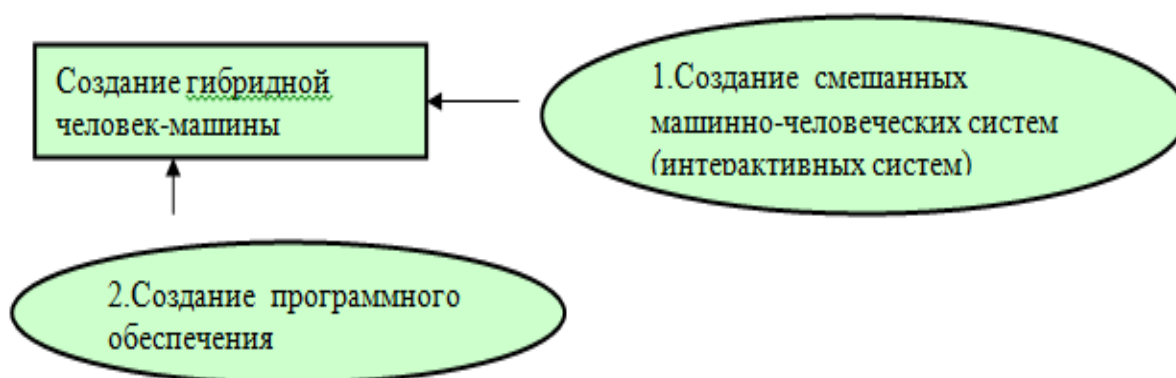 Создание гибридной
человек-машины
1.Создание смешанных
машинно-человеческих систем
(интерактивных систем)
2.Создание программного
обеспечения